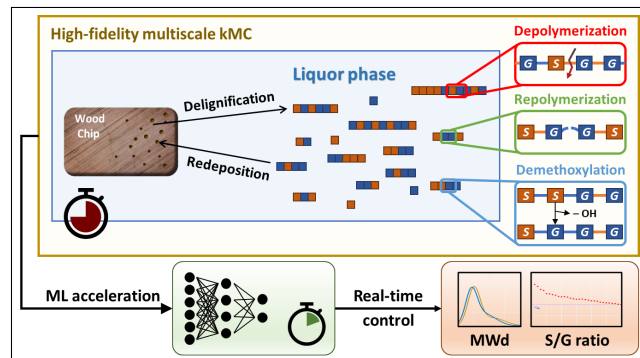 High-fidelity multiscale kMC
Depolymerization
G S G G
Liquor phase
Wood
Chip
Delignification
Redeposition
Repolymerization
S G G S
Demethoxylation
S S G G
– OH
S G G G
ML acceleration
Real-time
control
MWd
S/G ratio